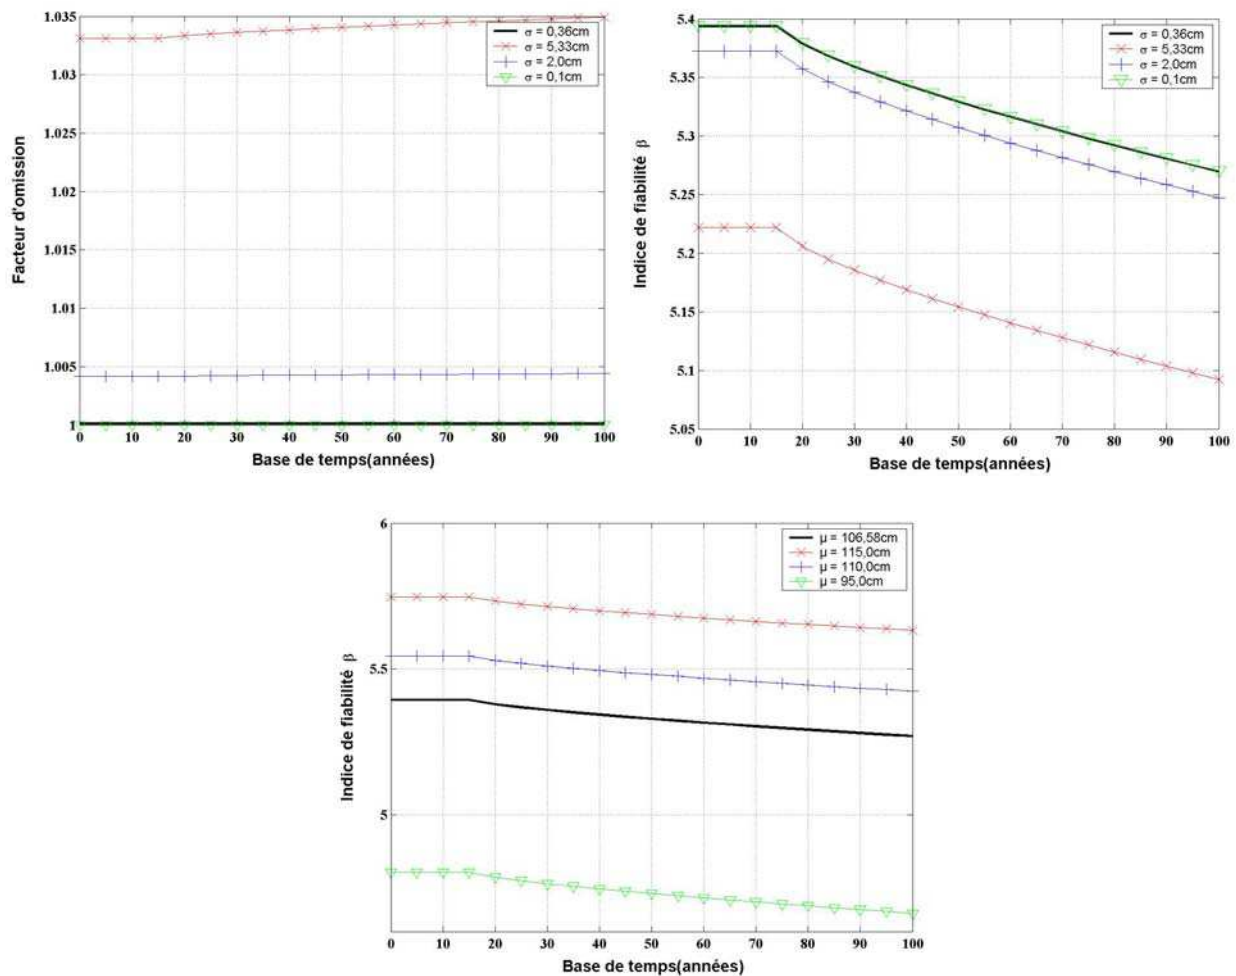 1.035
1.03
1.025
1.02
1.015
1.01
1.005
1
Facteur d'omission
σ = 0,36cm
σ = 5,33cm
σ = 2,0cm
σ = 0,1cm
0 10 20 30 40 50 60 70 80 90 100
Base de temps(années)
5.4
5.35
5.3
5.25
5.2
5.15
5.1
5.05
Indice de fiabilité β
σ = 0,36cm
σ = 5,33cm
σ = 2,0cm
σ = 0,1cm
0 10 20 30 40 50 60 70 80 90 100
Base de temps(années)
6
5.5
5
Indice de fiabilité β
µ = 106,58cm
µ = 115,0cm
µ = 110,0cm
µ = 95,0cm
0 10 20 30 40 50 60 70 80 90 100
Base de temps(années)